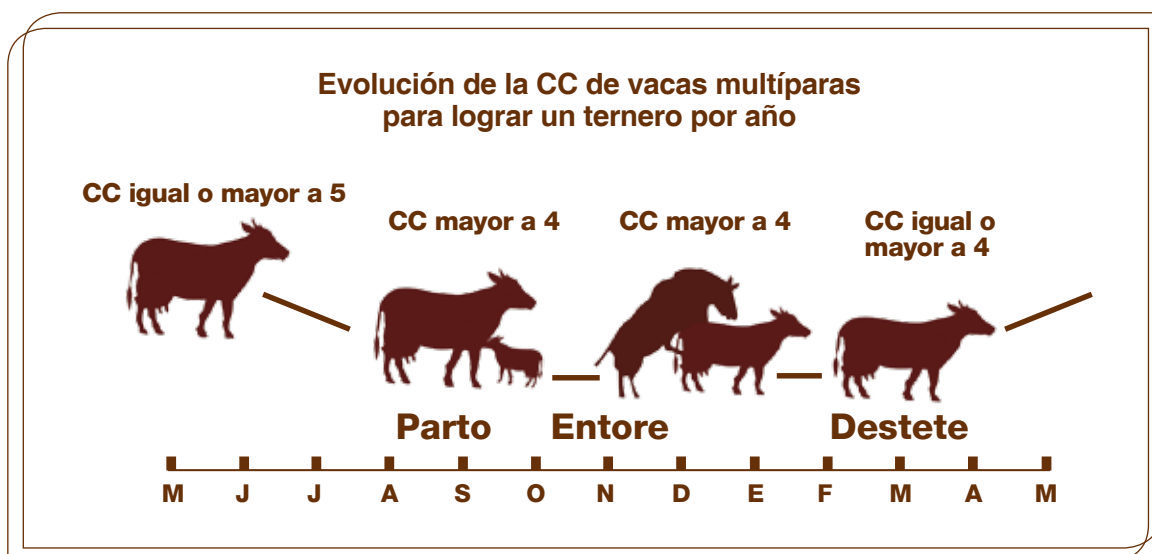 Evolución de la CC de vacas multíparas
para lograr un ternero por año
CC igual o mayor a 5
CC mayor a 4
CC mayor a 4
CC igual o
mayor a 4
Parto
Entore
Destete
M J J A S O N D E F M A M